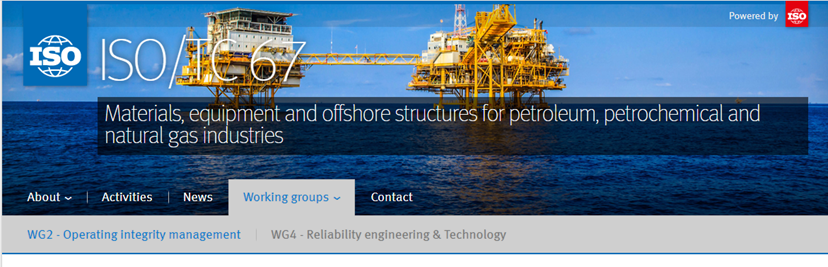 Powered by ISO
ISO
ISO/TC 67
Materials, equipment and offshore structures for petroleum, petrochemical and
natural gas industries
About Activities News Working groups Contact
WG2 - Operating integrity management WG4 - Reliability engineering & Technology